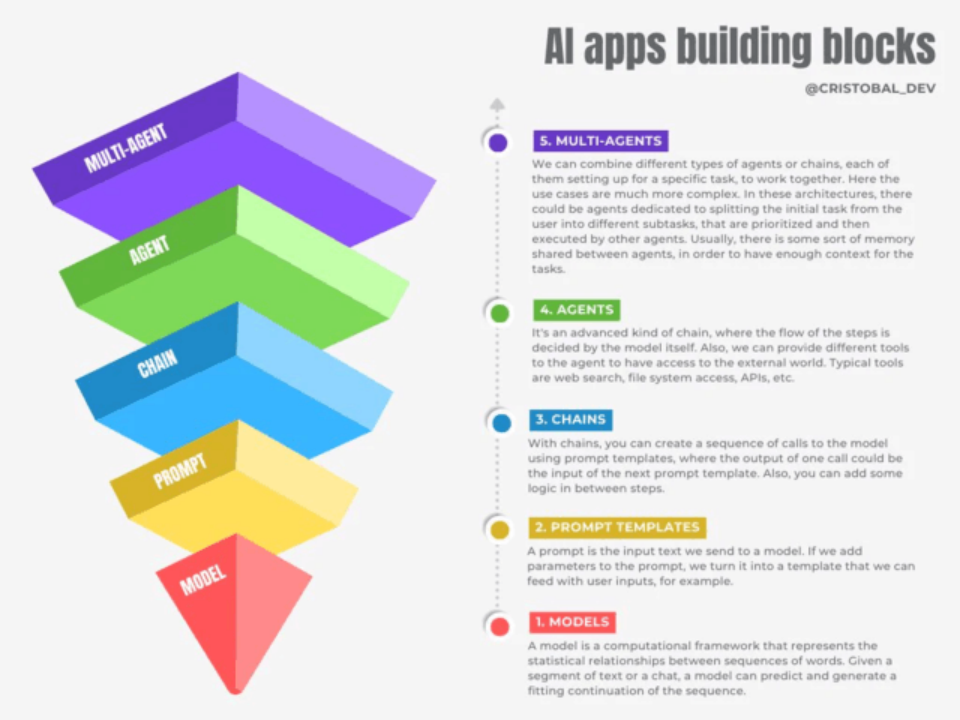 AI apps building blocks
@CRISTOBAL_DEV
MULTI-AGENT
AGENT
CHAIN
PROMPT
MODEL
5. MULTI-AGENTS
We can combine different types of agents or chains, each of
them setting up for a specific task, to work together. Here the
use cases are much more complex. In these architectures, there
could be agents dedicated to splitting the initial task from the
user into different subtasks, that are prioritized and then
executed by other agents. Usually, there is some sort of memory
shared between agents, in order to have enough context for the
tasks.
4. AGENTS
It's an advanced kind of chain, where the flow of the steps is
decided by the model itself. Also, we can provide different tools
to the agent to have access to the external world. Typical tools
are web search, file system access, APIs, etc.
3. CHAINS
With chains, you can create a sequence of calls to the model
using prompt templates, where the output of one call could be
the input of the next prompt template. Also, you can add some
logic in between steps.
2. PROMPT TEMPLATES
A prompt is the input text we send to a model. If we add
parameters to the prompt, we turn it into a template that we can
feed with user inputs, for example.
1. MODELS
A model is a computational framework that represents the
statistical relationships between sequences of words. Given a
segment of text or a chat, a model can predict and generate a
fitting continuation of the sequence.